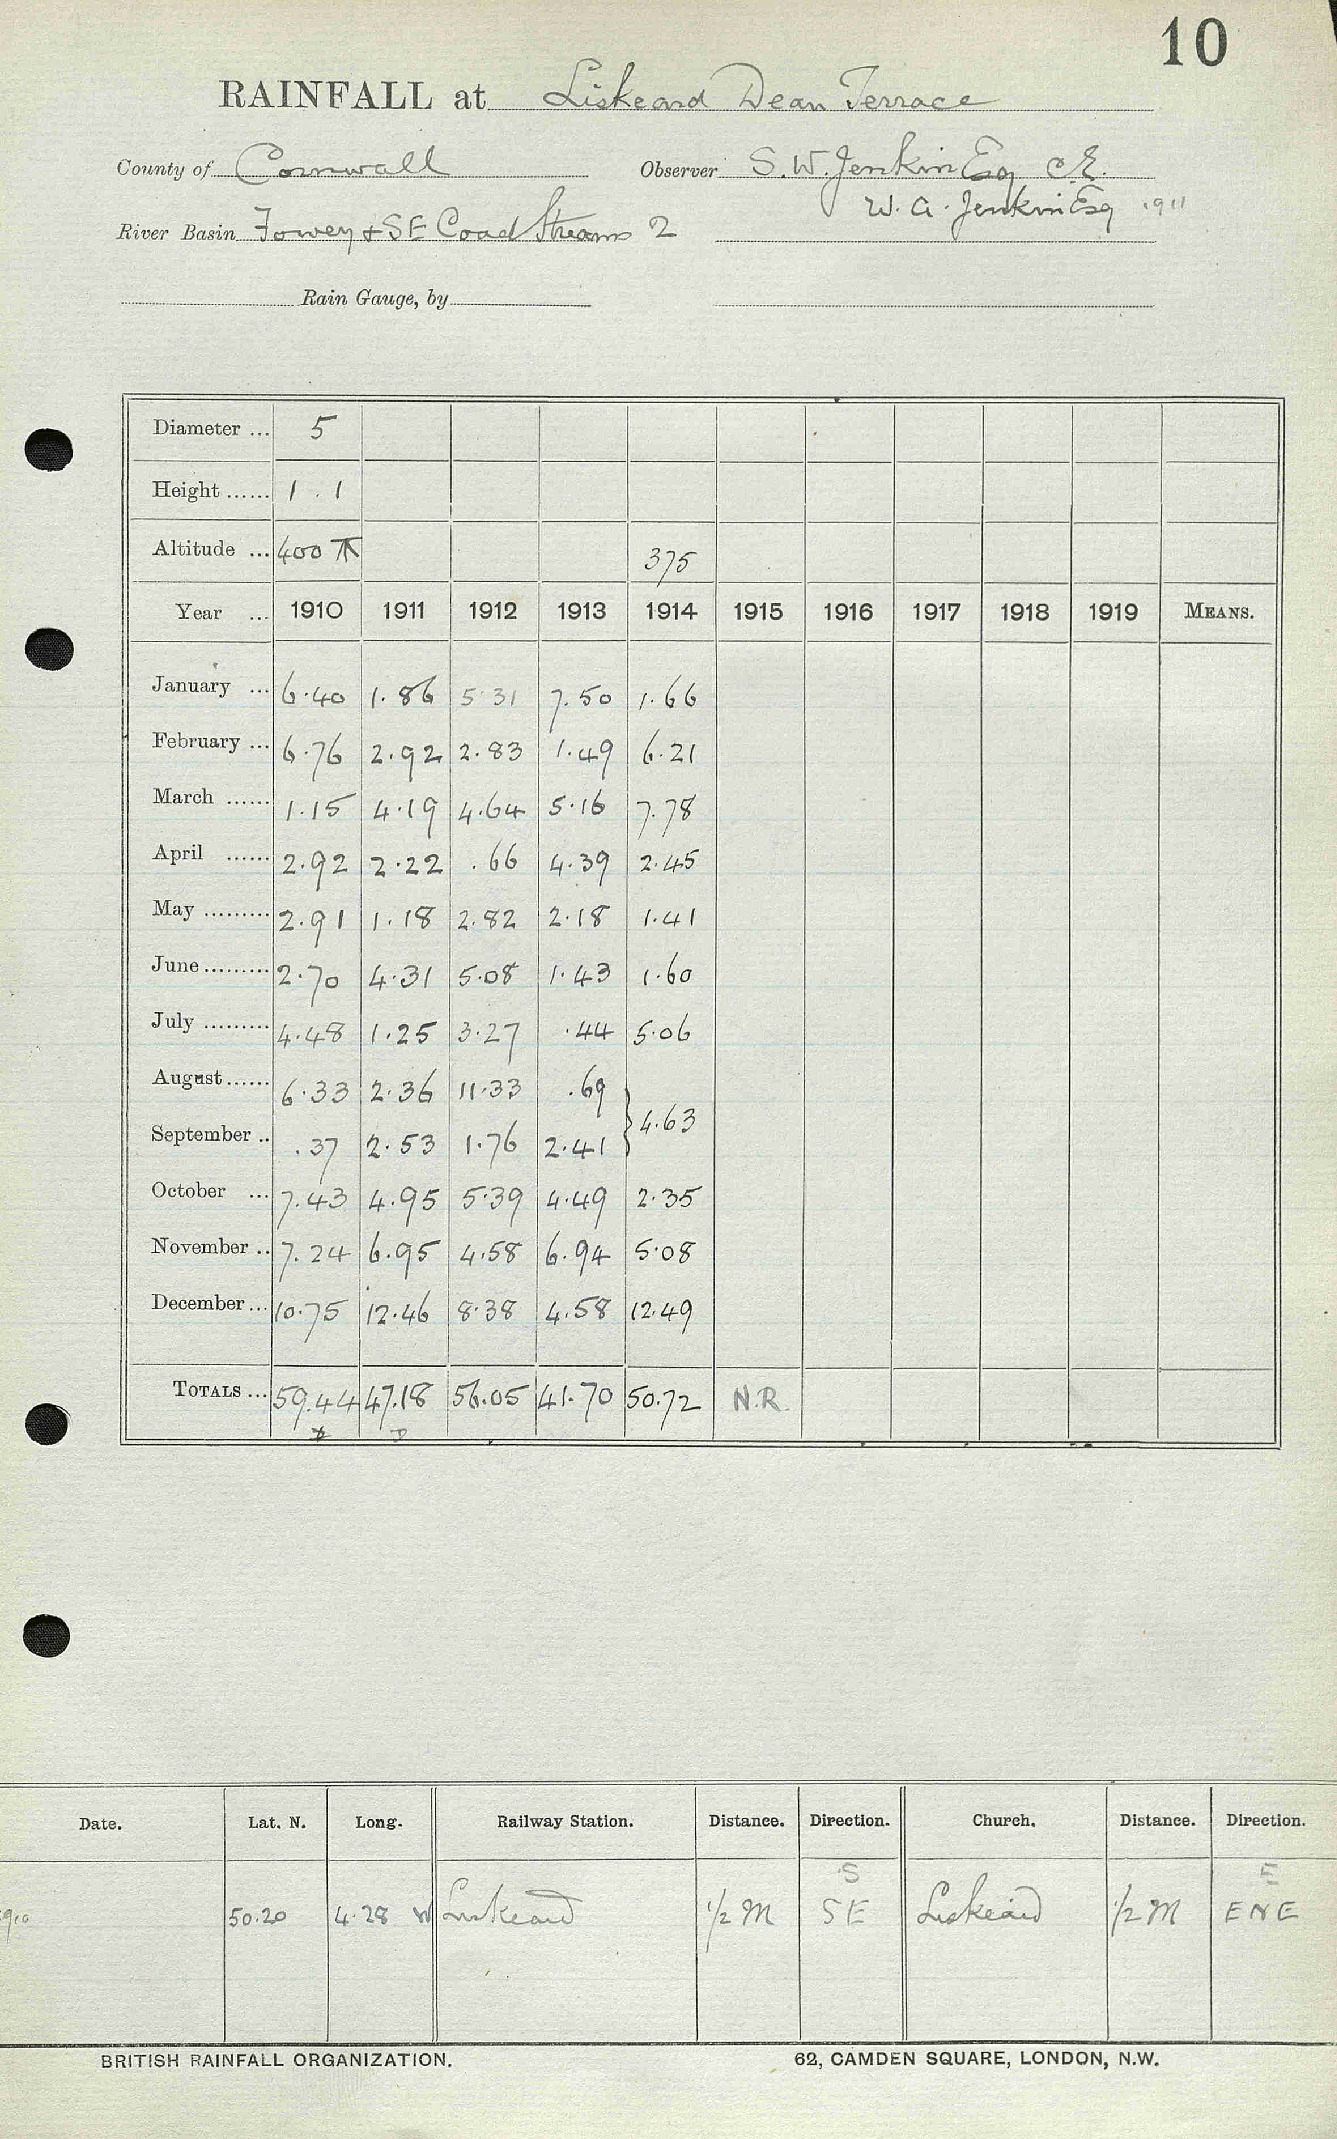 10
RAINFALL at Liskeard Dean Terrace
County of Cornwall Observer S. W. Jenkin Esq C.E.
W. A. Jenkin Esq 1911
River Basin Fowey & SE Coast Streams 2
Rain Gauge, by
Diameter ... 5
Height ...... 1 . 1
Altitude ... 400 375
Year ... 1910 1911 1912 1913 1914 1915 1916 1917 1918 1919 MEANS.
January ... 6.40 1.86 5.31 7.50 1.66
February ... 6.76 2.92 2.83 1.49 6.21
March ...... 1.15 4.19 4.64 5.16 7.78
April ...... 2.92 2.22 .66 4.39 2.45
May ......... 2.91 1.18 2.82 2.18 1.41
June ......... 2.70 4.31 5.08 1.43 1.60
July ......... 4.48 1.25 3.27 .44 5.06
August ...... 6.33 2.36 11.33 .69
4.63
September .. .37 2.53 1.76 2.41
October ... 7.43 4.95 5.39 4.49 2.35
November .. 7.24 6.95 4.58 6.94 5.08
December ... 10.75 12.46 8.38 4.58 12.49
TOTALS ... 59.44 47.18 56.05 41.70 50.72 N.R.
D
Date. Lat. N. Long. Railway Station. Distance. Direction. Church. Distance. Direction.
S E
1910 50.20 4.28 W Liskeard 1/2 M SE Liskeard 1/2 M ENE
BRITISH RAINFALL ORGANIZATION. 62, CAMDEN SQUARE, LONDON, N.W.